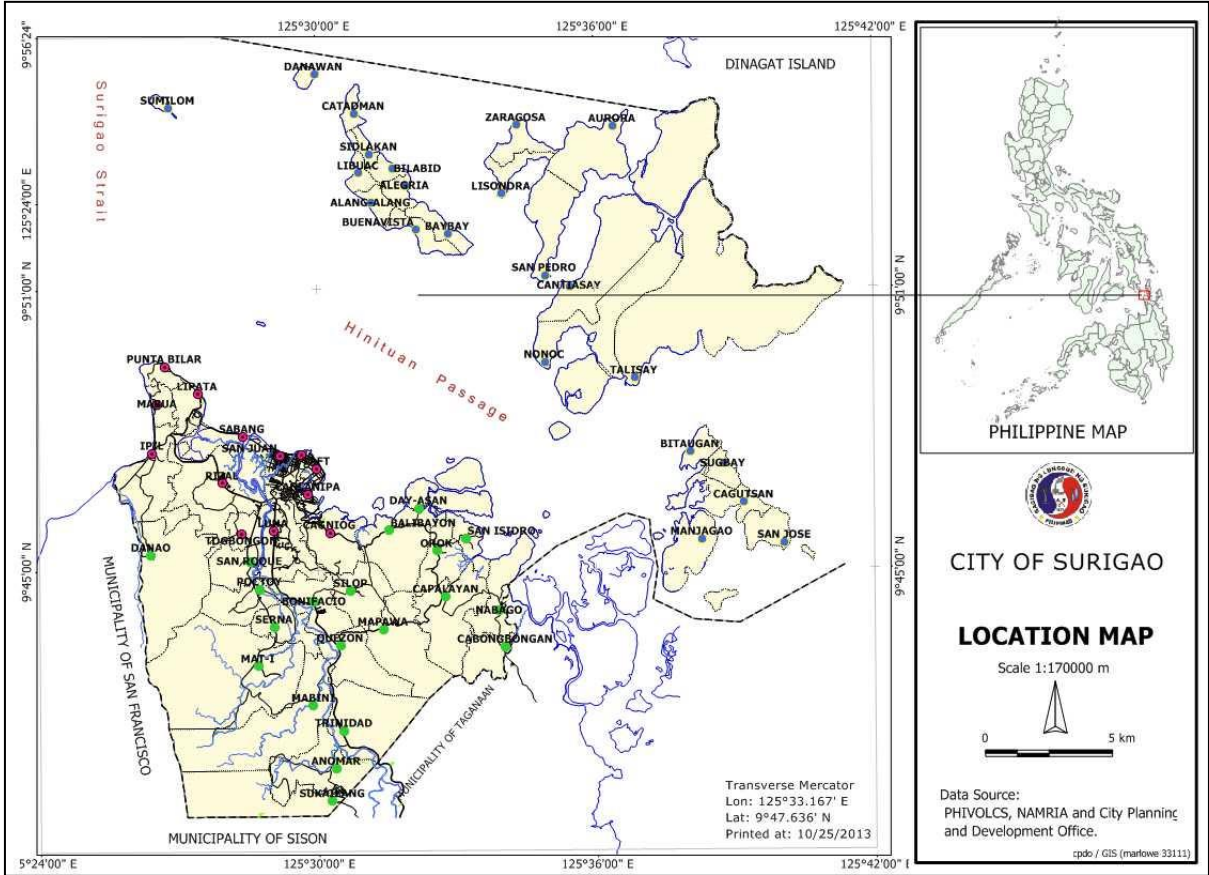 125°30'00" E
125°36'00" E
125°42'00" E
9°56'24" N
DANAWAN
DINAGAT ISLAND
SUMILOM
CATADMAN
ZARAGOSA
AURORA
Surigao Strait
SIDLAKAN
LIBUAC
BILABID
ALEGRIA
LISONDRA
125°24'00" E
ALANG-ALANG
BUENAVISTA
BAYBAY
SAN PEDRO
CANTIASAY
9°51'00" N
9°51'00" N
Hinituan Passage
PUNTA BILAR
NONOC
TALISAY
LIPATA
MABUA
SABANG
SAN JUAN
IPIL
RIZAL
BITAUGAN
SUGBAY
CAGUTSAN
DAY-ASAN
LUNA
CAGNIOG
BALIBAYON
SAN ISIDRO
MANJAGAO
SAN JOSE
TOGBONGON
OROK
DANAO
SAN ROQUE
9°45'00" N
9°45'00" N
POCTOY
SILOP
CAPALAYAN
BONIFACIO
NABAGO
SERNA
MAPAWA
QUEZON
CABONGBONGAN
MAT-I
MABINI
TRINIDAD
ANOMAR
MUNICIPALITY OF SAN FRANCISCO
MUNICIPALITY OF TAGANAAN
MUNICIPALITY OF SISON
Transverse Mercator
Lon: 125°33.167' E
Lat: 9°47.636' N
Printed at: 10/25/2013
5°24'00" E
125°30'00" E
125°36'00" E
125°42'00" E
PHILIPPINE MAP
CITY OF SURIGAO
LOCATION MAP
Scale 1:170000 m
0 5 km
Data Source:
PHIVOLCS, NAMRIA and City Planning
and Development Office.
cpdo / GIS (marlowe 33111)